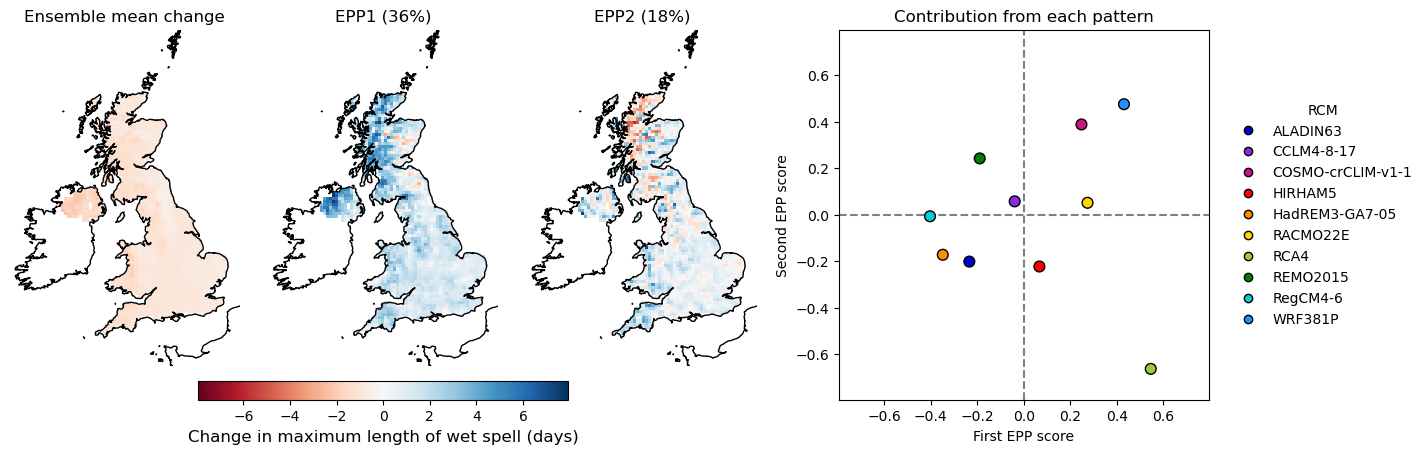 Ensemble mean change
EPP1 (36%)
EPP2 (18%)
−6 −4 −2 0 2 4 6
Change in maximum length of wet spell (days)
Contribution from each pattern
Second EPP score
0.6
0.4
0.2
0.0
−0.2
−0.4
−0.6
−0.6 −0.4 −0.2 0.0 0.2 0.4 0.6
First EPP score
RCM
ALADIN63
CCLM4-8-17
COSMO-crCLIM-v1-1
HIRHAM5
HadREM3-GA7-05
RACMO22E
RCA4
REMO2015
RegCM4-6
WRF381P